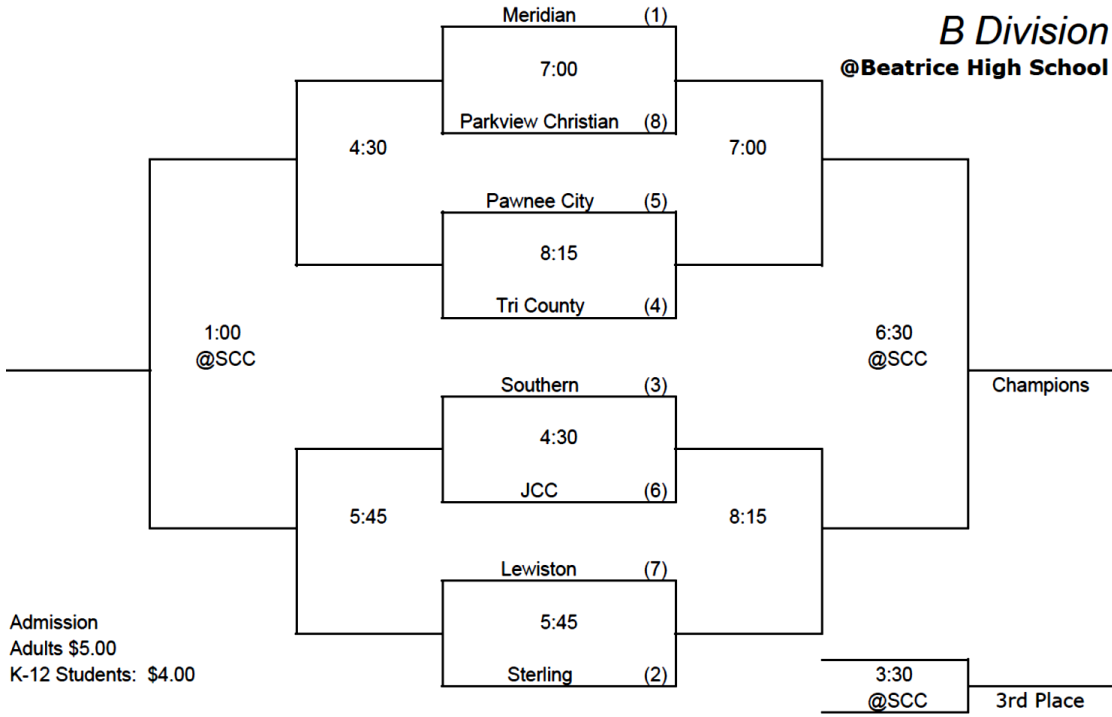 B Division
@Beatrice High School
Meridian (1)
7:00
Parkview Christian (8)
4:30
7:00
Pawnee City (5)
8:15
Tri County (4)
1:00
@SCC
6:30
@SCC
Champions
Southern (3)
4:30
JCC (6)
5:45
8:15
Lewiston (7)
5:45
Sterling (2)
Admission
Adults $5.00
K-12 Students: $4.00
3:30
@SCC
3rd Place